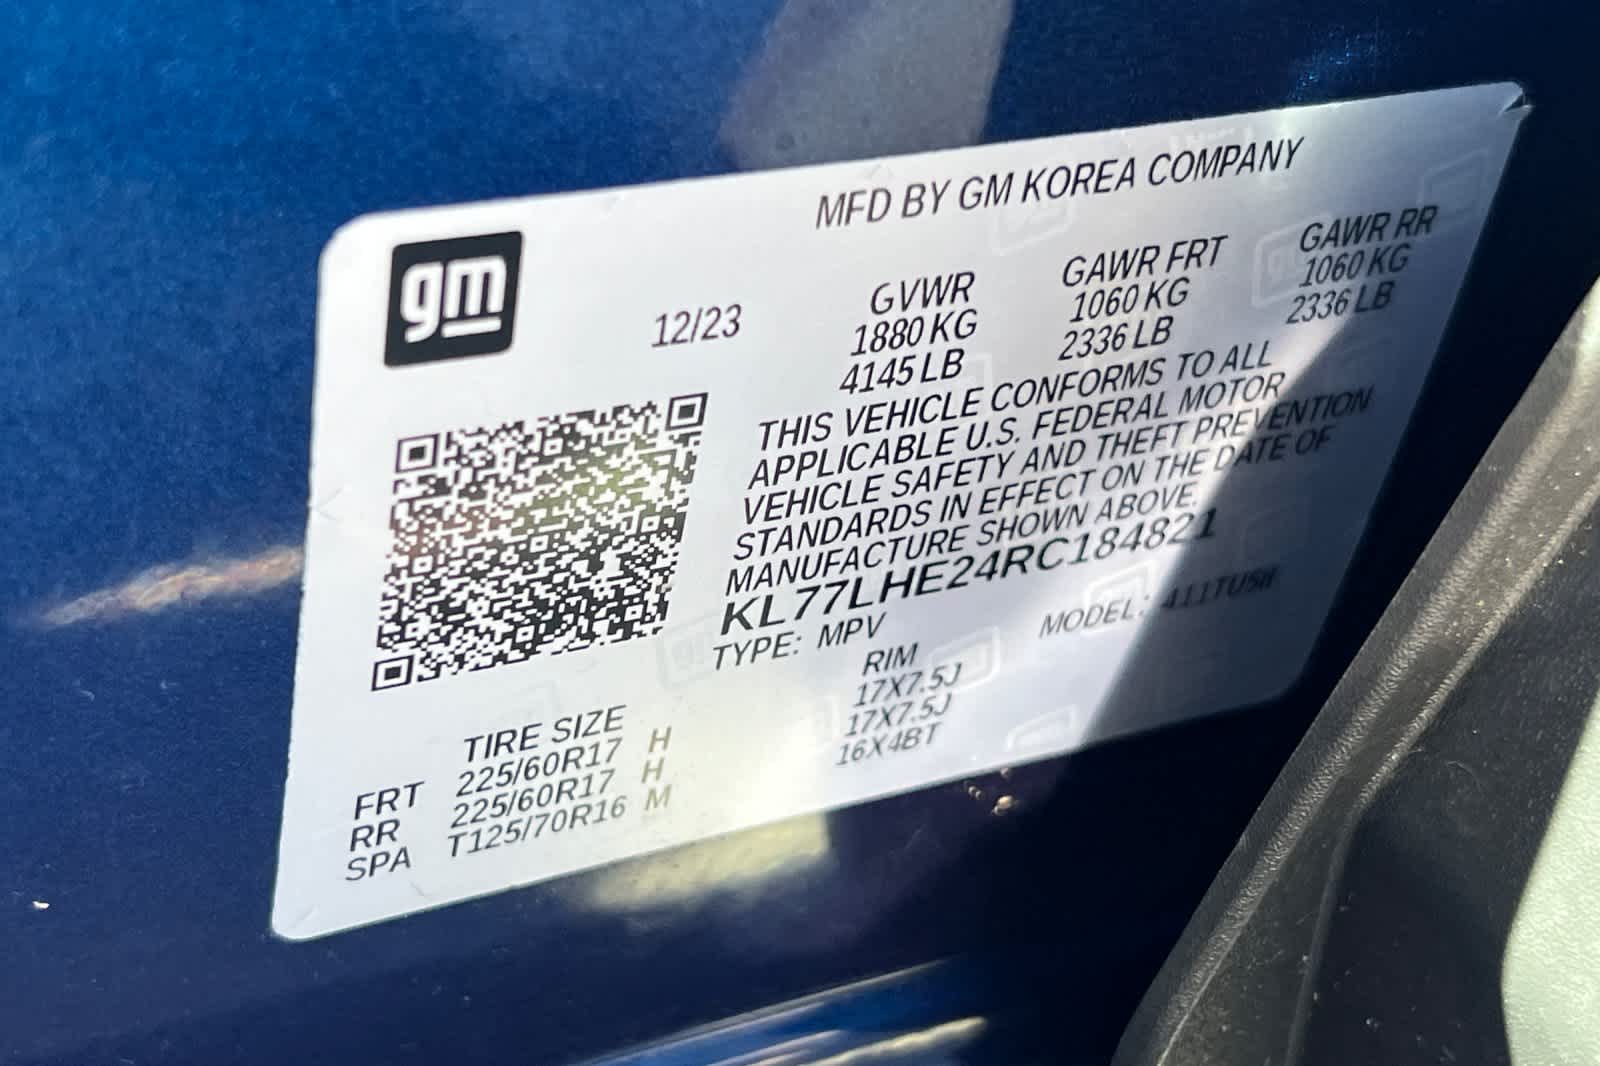 MFD BY GM KOREA COMPANY
gm
12/23
GVWR GAWR FRT GAWR RR
1880 KG 1060 KG 1060 KG
4145 LB 2336 LB 2336 LB
THIS VEHICLE CONFORMS TO ALL
APPLICABLE U.S. FEDERAL MOTOR
VEHICLE SAFETY AND THEFT PREVENTION
STANDARDS IN EFFECT ON THE DATE OF
MANUFACTURE SHOWN ABOVE.
KL77LHE24RC184821
TYPE: MPV MODEL:
TIRE SIZE RIM
FRT 225/60R17 H 17X7.5J
RR 225/60R17 H 17X7.5J
SPA T125/70R16 M 16X4BT